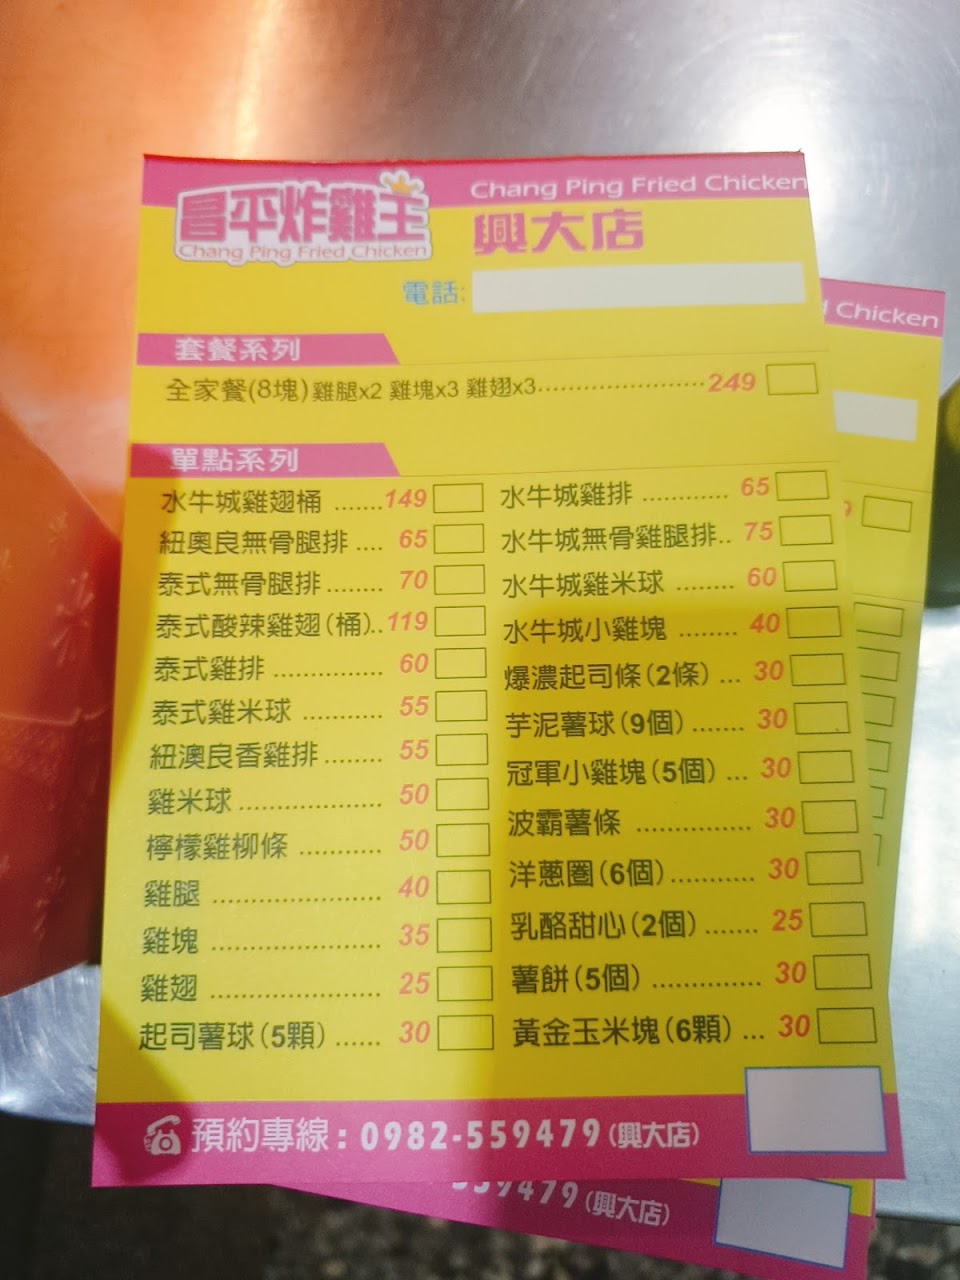 昌平炸雞王
Chang Ping Fried Chicken
Chang Ping Fried Chicken
興大店
電話:
套餐系列
全家餐(8塊)雞腿x2 雞塊x3 雞翅x3........................249
單點系列
水牛城雞翅桶 .......149
紐奧良無骨腿排 .... 65
泰式無骨腿排........ 70
泰式酸辣雞翅(桶)..119
泰式雞排 ................ 60
泰式雞米球 ............ 55
紐澳良香雞排......... 55
雞米球..................... 50
檸檬雞柳條 ............ 50
雞腿 ......................... 40
雞塊 ......................... 35
雞翅 ......................... 25
起司薯球(5顆) ...... 30
水牛城雞排 ............ 65
水牛城無骨雞腿排.. 75
水牛城雞米球 ........ 60
水牛城小雞塊 ........ 40
爆濃起司條(2條) ... 30
芋泥薯球(9個) ....... 30
冠軍小雞塊(5個) ... 30
波霸薯條 ............... 30
洋蔥圈(6個)........... 30
乳酪甜心(2個) ....... 25
薯餅(5個) .............. 30
黃金玉米塊(6顆) ... 30
預約專線:0982-559479(興大店)
Chicken
9
559479(興大店)